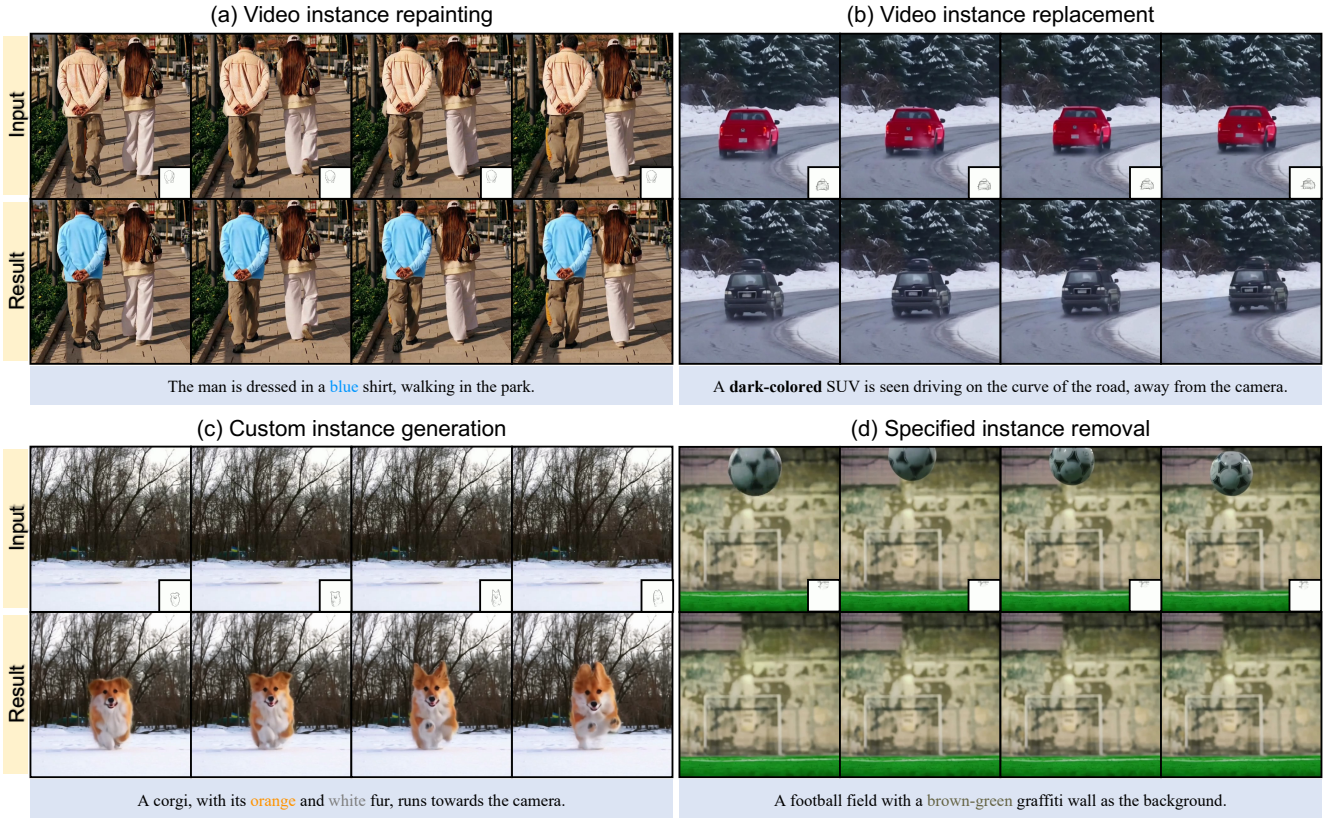 (a) Video instance repainting
Input
Result
The man is dressed in a blue shirt, walking in the park.
(b) Video instance replacement
A dark-colored SUV is seen driving on the curve of the road, away from the camera.
(c) Custom instance generation
Input
Result
A corgi, with its orange and white fur, runs towards the camera.
(d) Specified instance removal
A football field with a brown-green graffiti wall as the background.